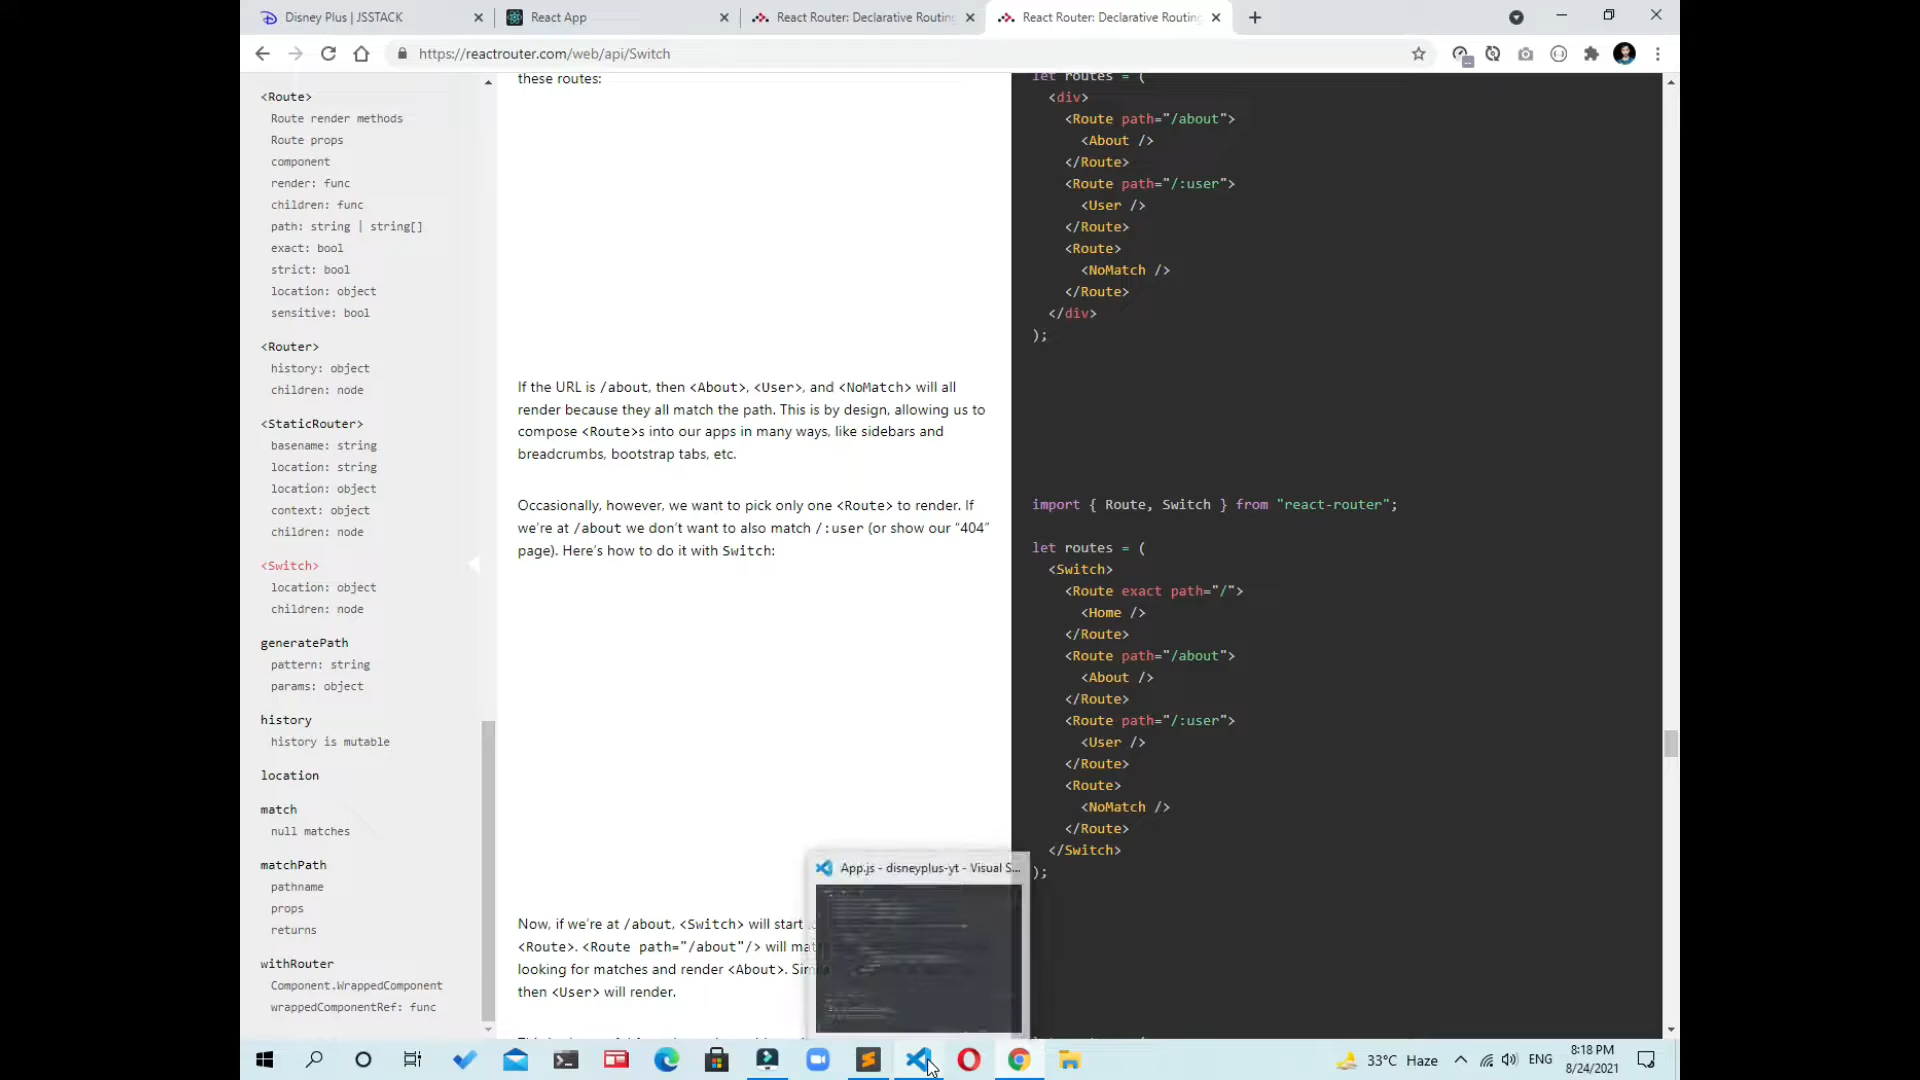 Disney Plus | JSSTACK
React App
React Router: Declarative Routing
React Router: Declarative Routing
https://reactrouter.com/web/api/Switch
<Route>
Route render methods
Route props
component
render: func
children: func
path: string | string[]
exact: bool
strict: bool
location: object
sensitive: bool
<Router>
history: object
children: node
<StaticRouter>
basename: string
location: string
location: object
context: object
children: node
<Switch>
location: object
children: node
generatePath
pattern: string
params: object
history
history is mutable
location
match
null matches
matchPath
pathname
props
returns
withRouter
Component.WrappedComponent
wrappedComponentRef: func
these routes:
If the URL is /about, then <About>, <User>, and <NoMatch> will all
render because they all match the path. This is by design, allowing us to
compose <Route>s into our apps in many ways, like sidebars and
breadcrumbs, bootstrap tabs, etc.
Occasionally, however, we want to pick only one <Route> to render. If
we're at /about we don't want to also match /:user (or show our "404"
page). Here's how to do it with Switch:
Now, if we're at /about, <Switch> will start
<Route>. <Route path="/about"/> will mat
looking for matches and render <About>. Sim
then <User> will render.
let routes = (
<div>
<Route path="/about">
<About />
</Route>
<Route path="/:user">
<User />
</Route>
<Route>
<NoMatch />
</Route>
</div>
);
import { Route, Switch } from "react-router";
let routes = (
<Switch>
<Route exact path="/">
<Home />
</Route>
<Route path="/about">
<About />
</Route>
<Route path="/:user">
<User />
</Route>
<Route>
<NoMatch />
</Route>
</Switch>
);
App.js - disneyplus-yt - Visual S...
33°C Haze
ENG
8:18 PM
8/24/2021